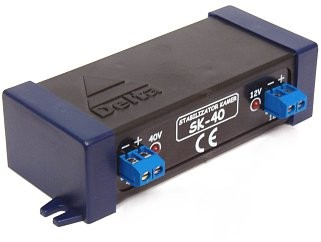 Delta
- + 40V
STABILIZATOR KAMER
SK-40
CE
12V - +